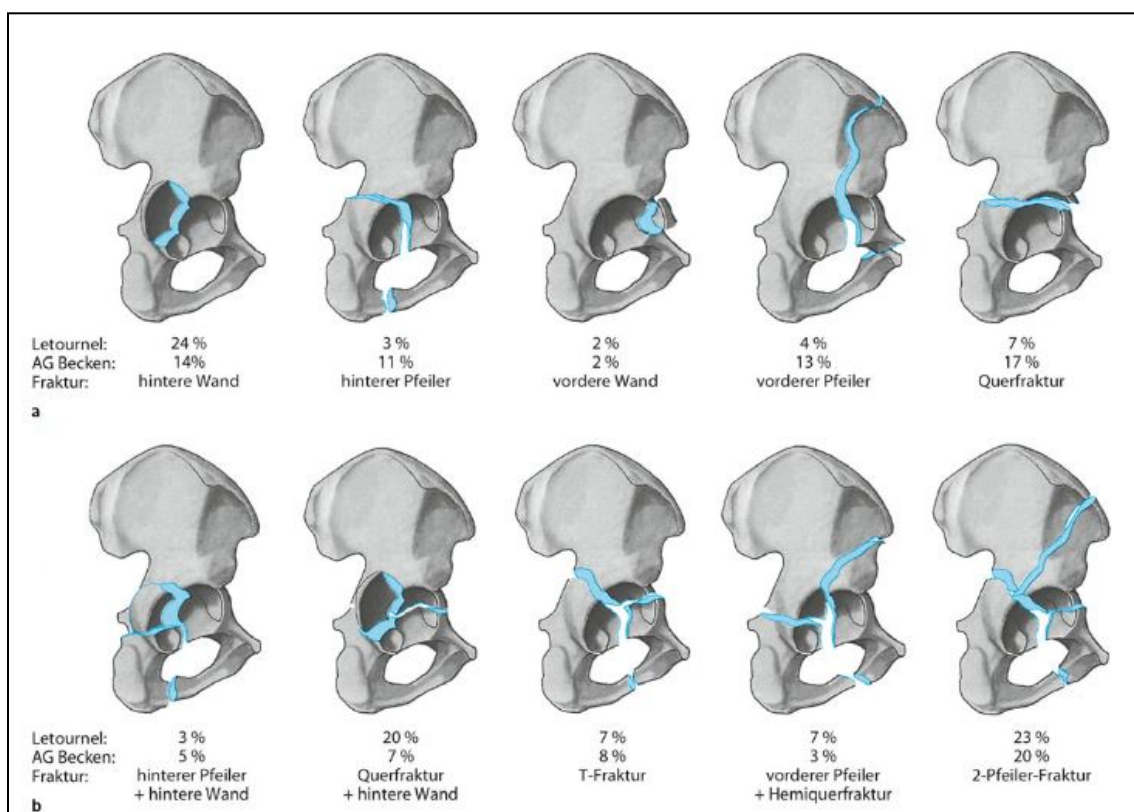 Letournel: 24 % 3 % 2 % 4 % 7 %
AG Becken: 14% 11 % 2 % 13 % 17 %
Fraktur: hintere Wand hinterer Pfeiler vordere Wand vorderer Pfeiler Querfraktur
a
Letournel: 3 % 20 % 7 % 7 % 23 %
AG Becken: 5 % 7 % 8 % 3 % 20 %
Fraktur: hinterer Pfeiler Querfraktur T-Fraktur vorderer Pfeiler 2-Pfeiler-Fraktur
+ hintere Wand + hintere Wand + Hemiquerfraktur
b